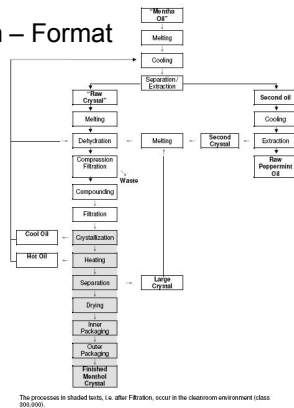 n – Format
"Mentha
Oil"
Melting
Cooling
Separation/
Extraction
"Raw
Crystal"
Second oil
Melting
Cooling
Dehydration
Melting
Second
Crystal
Extraction
Compression
Filtration
Waste
Raw
Peppermint
Oil
Compounding
Filtration
Cool Oil
Crystallization
Hot Oil
Heating
Separation
Large
Crystal
Drying
Inner
Packaging
Outer
Packaging
Finished
Menthol
Crystal
The processes in shaded texts, i.e. after Filtration, occur in the cleanroom environment (class
300,000).